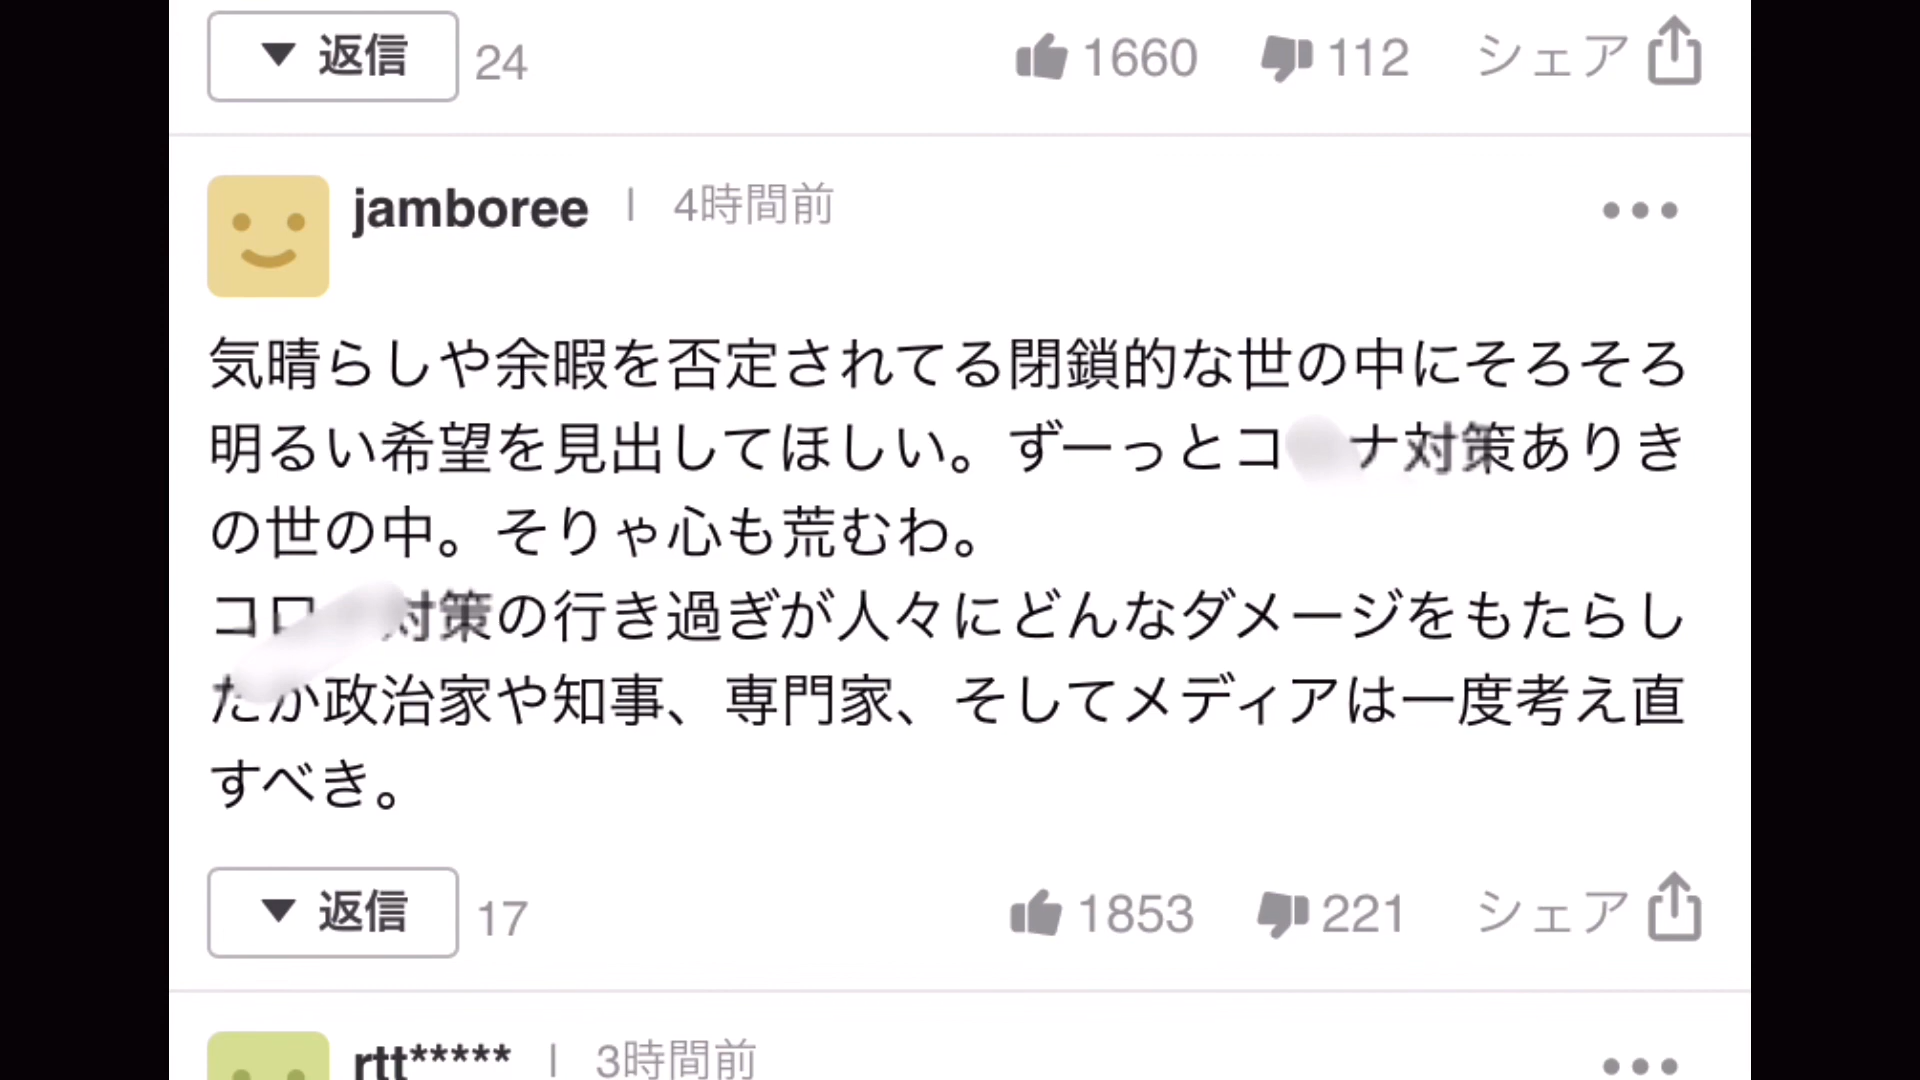 返信 24 1660 112 シェア
jamboree | 4時間前
気晴らしや余暇を否定されてる閉鎖的な世の中にそろそろ
明るい希望を見出してほしい。ずーっとコ ナ対策ありき
の世の中。そりゃ心も荒むわ。
コロ 対策の行き過ぎが人々にどんなダメージをもたらし
たか政治家や知事、専門家、そしてメディアは一度考え直
すべき。
返信 17 1853 221 シェア
rtt***** | 3時間前